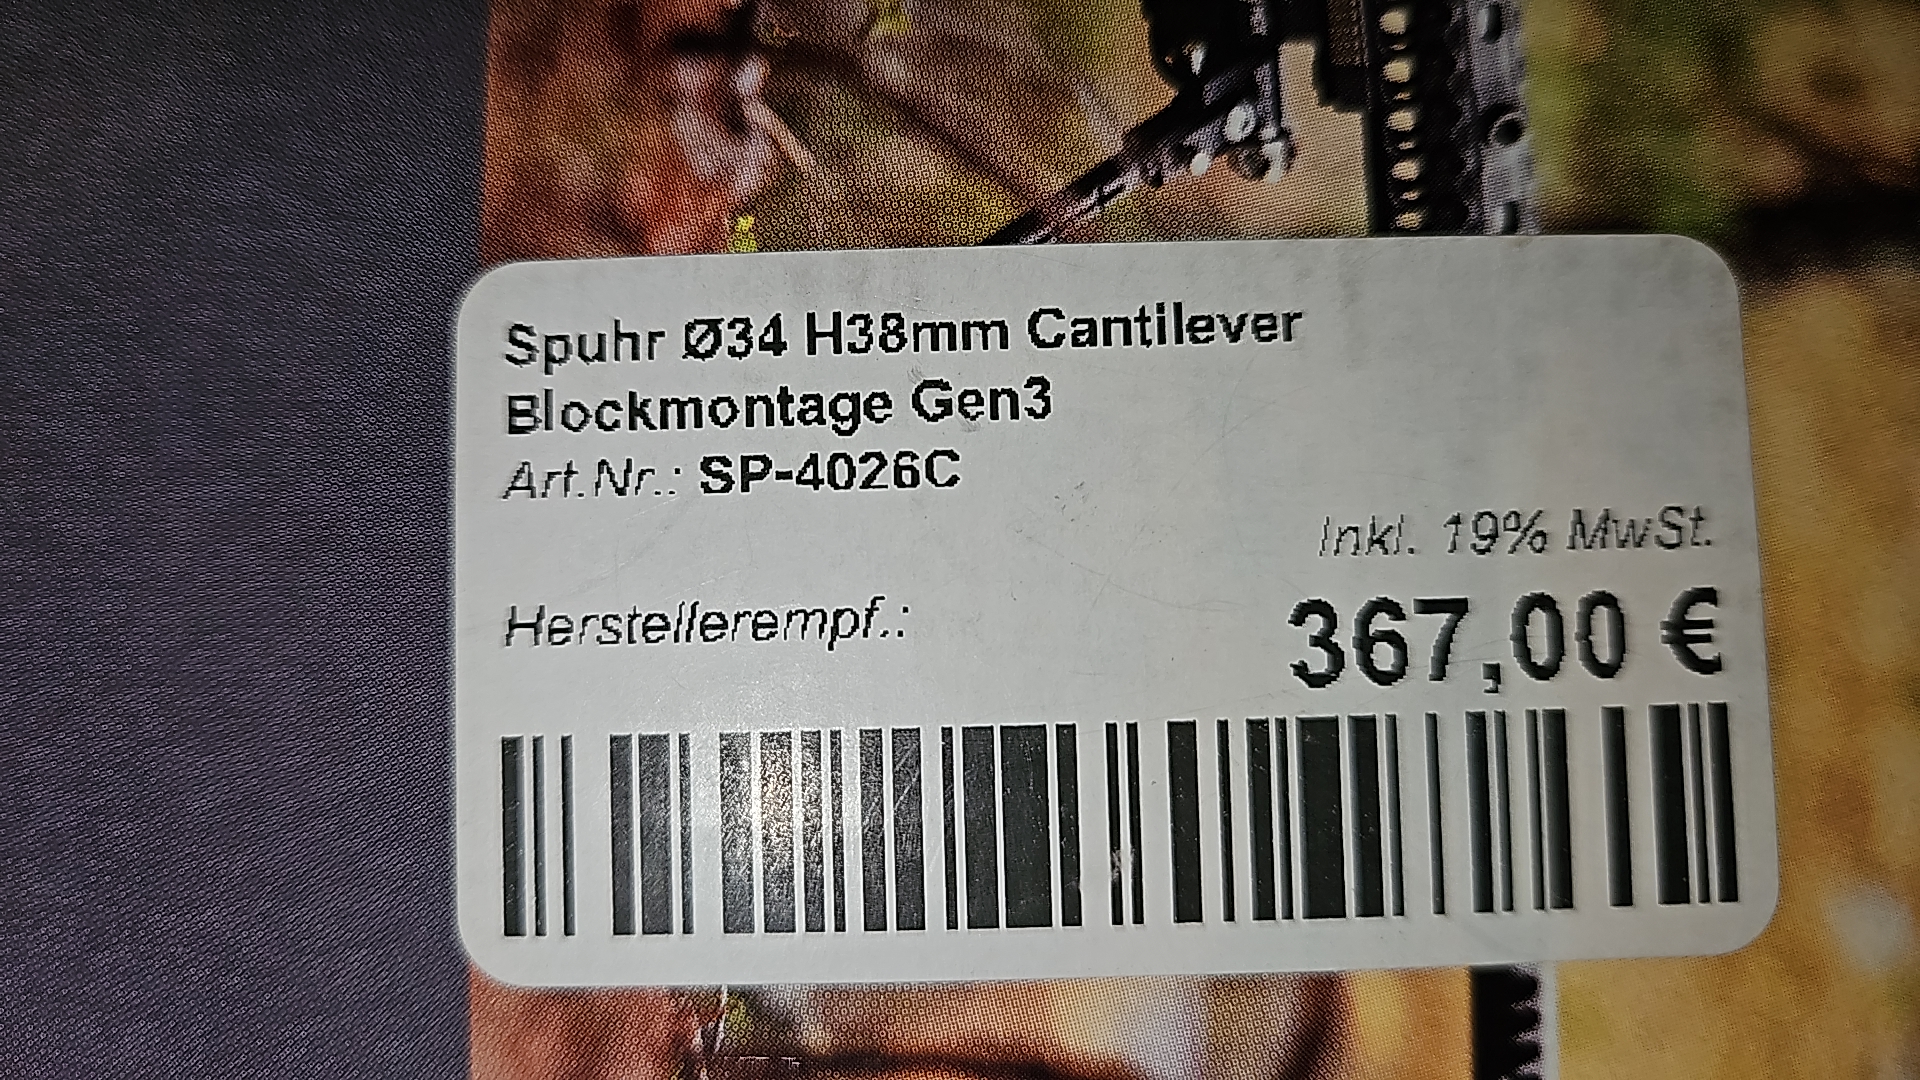 Spuhr Ø34 H38mm Cantilever
Blockmontage Gen3
Art.Nr.: SP-4026C
Inkl. 19% MwSt.
Herstellerempf.: 367,00 €